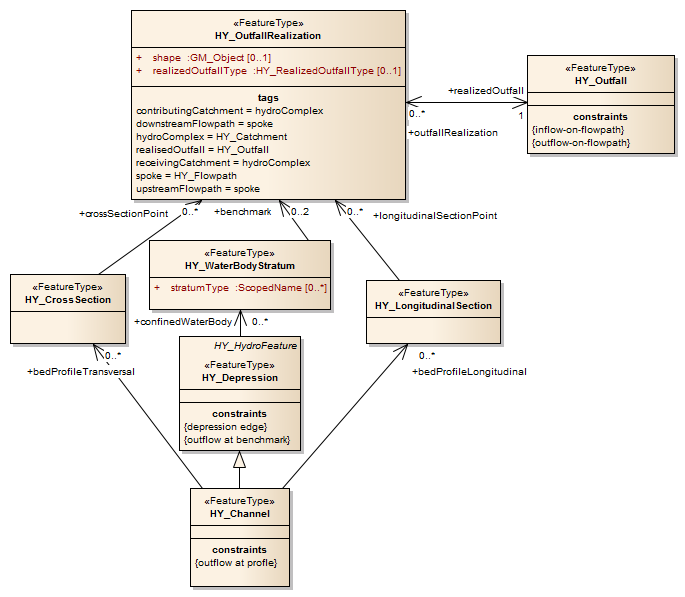 «FeatureType»
HY_OutfallRealization
+ shape :GM_Object [0..1]
+ realizedOutfallType :HY_RealizedOutfallType [0..1]
tags
contributingCatchment = hydroComplex
downstreamFlowpath = spoke
hydroComplex = HY_Catchment
realisedOutfall = HY_Outfall
receivingCatchment = hydroComplex
spoke = HY_Flowpath
upstreamFlowpath = spoke
+realizedOutfall
0..*
1
+outfallRealization
«FeatureType»
HY_Outfall
constraints
{inflow-on-flowpath}
{outflow-on-flowpath}
+crossSectionPoint
0..*
+benchmark
0..2
0..*
+longitudinalSectionPoint
«FeatureType»
HY_WaterBodyStratum
+ stratumType :ScopedName [0..*]
«FeatureType»
HY_CrossSection
«FeatureType»
HY_LongitudinalSection
+confinedWaterBody
0..*
HY_HydroFeature
«FeatureType»
HY_Depression
constraints
{depression edge}
{outflow at benchmark}
0..*
+bedProfileTransversal
0..*
+bedProfileLongitudinal
«FeatureType»
HY_Channel
constraints
{outflow at profle}